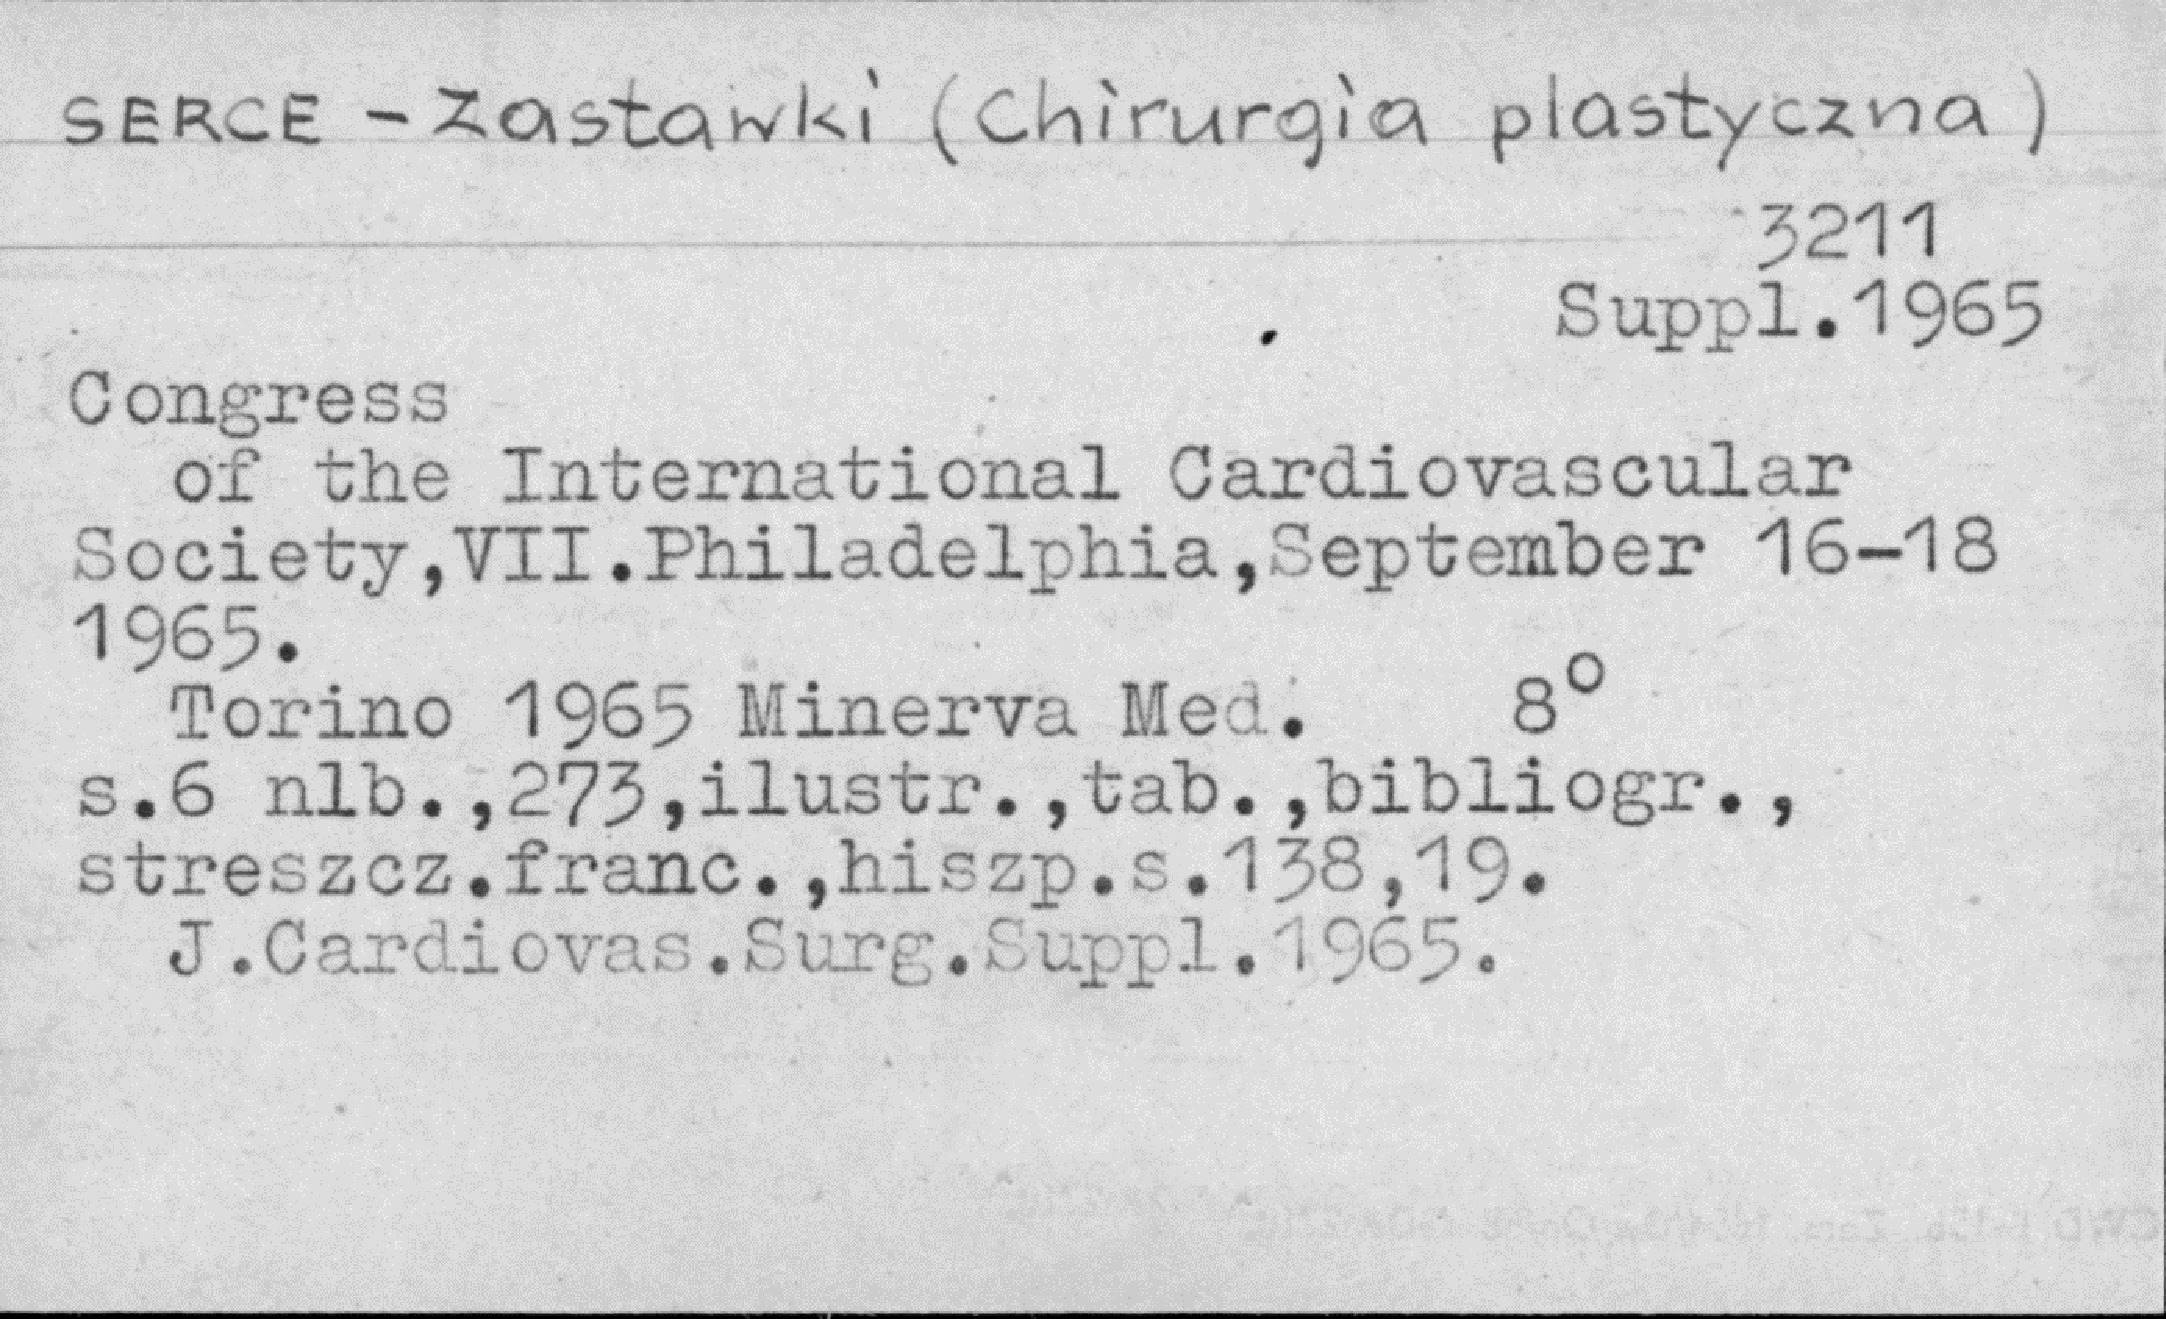 SERCE - Zastawki (Chirurgia plastyczna)
3211
Suppl.1965
Congress
of the International Cardiovascular
Society,VII.Philadelphia,September 16-18
1965.
Torino 1965 Minerva Med. 8°
s.6 nlb.,273,ilustr.,tab.,bibliogr.,
streszcz.franc.,hiszp.s.138,19.
J.Cardiovas.Surg.Suppl.1965.